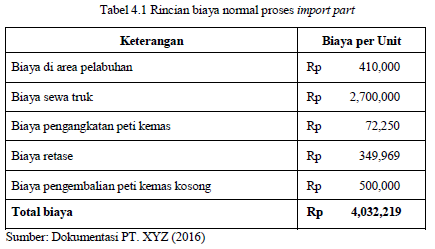 Tabel 4.1 Rincian biaya normal proses import part
Keterangan Biaya per Unit
Biaya di area pelabuhan Rp 410,000
Biaya sewa truk Rp 2,700,000
Biaya pengangkatan peti kemas Rp 72,250
Biaya retase Rp 349,969
Biaya pengembalian peti kemas kosong Rp 500,000
Total biaya Rp 4,032,219
Sumber: Dokumentasi PT. XYZ (2016)